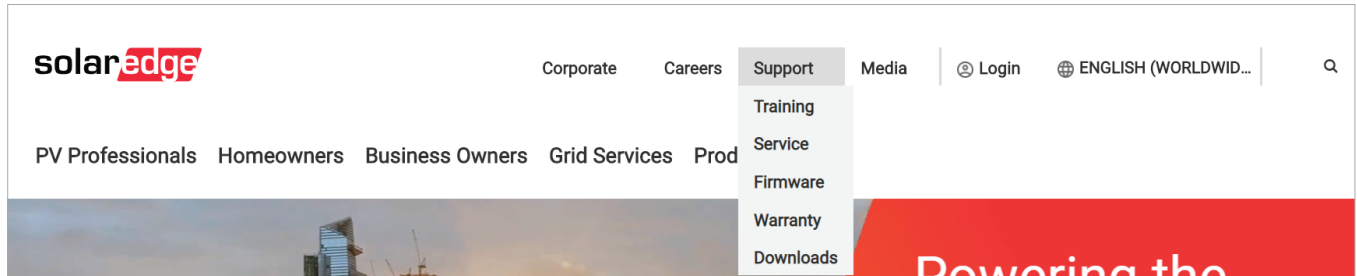 solaredge
Corporate Careers Support Media Login ENGLISH (WORLDWID...
Training
Service
PV Professionals Homeowners Business Owners Grid Services Prod
Firmware
Warranty
Downloads
Powering the